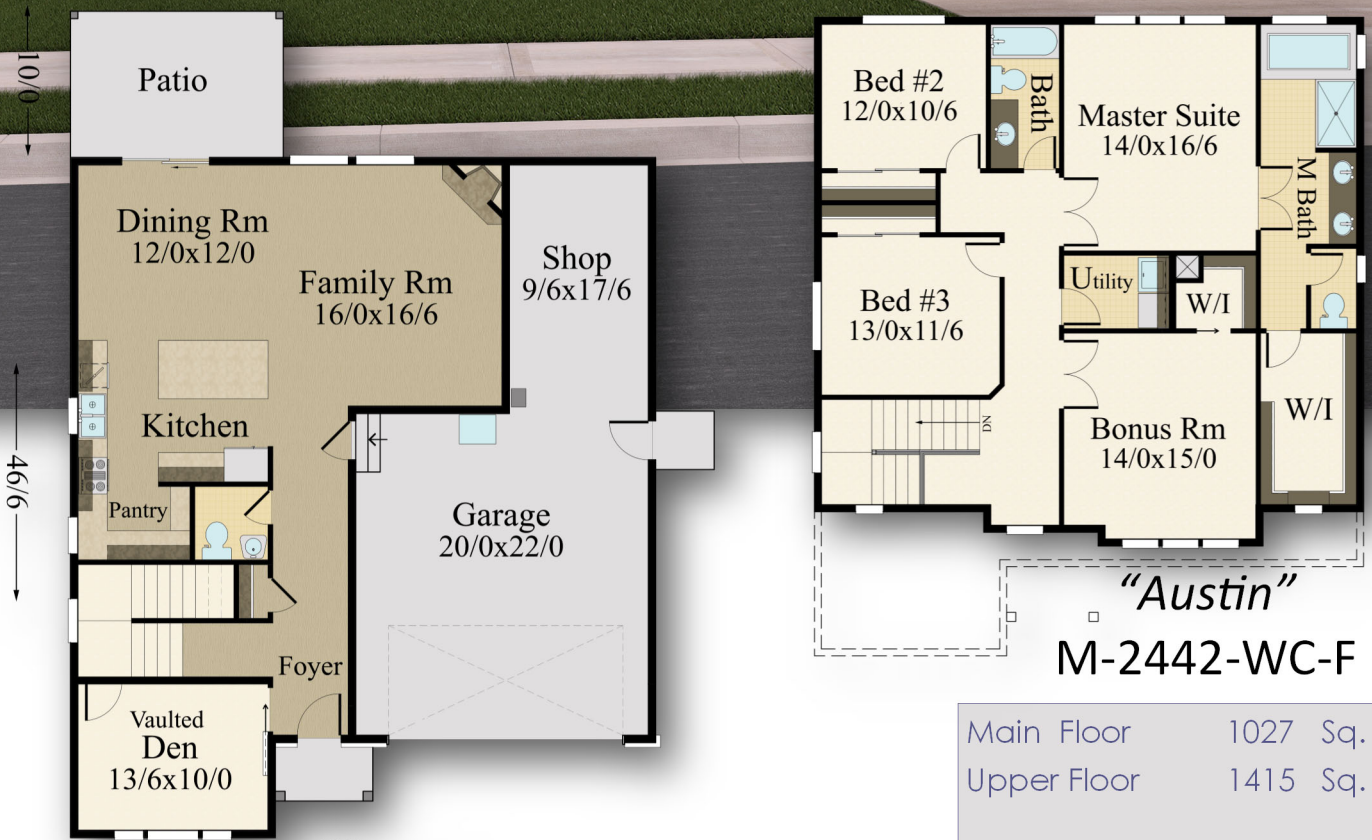 10/0
46/6
Patio
Dining Rm
12/0x12/0
Family Rm
16/0x16/6
Shop
9/6x17/6
Kitchen
Pantry
Garage
20/0x22/0
Foyer
Vaulted
Den
13/6x10/0
Bed #2
12/0x10/6
Bath
Master Suite
14/0x16/6
M Bath
Bed #3
13/0x11/6
Utility
W/I
W/I
DN
Bonus Rm
14/0x15/0
“Austin”
M-2442-WC-F
Main Floor 1027 Sq.
Upper Floor 1415 Sq.